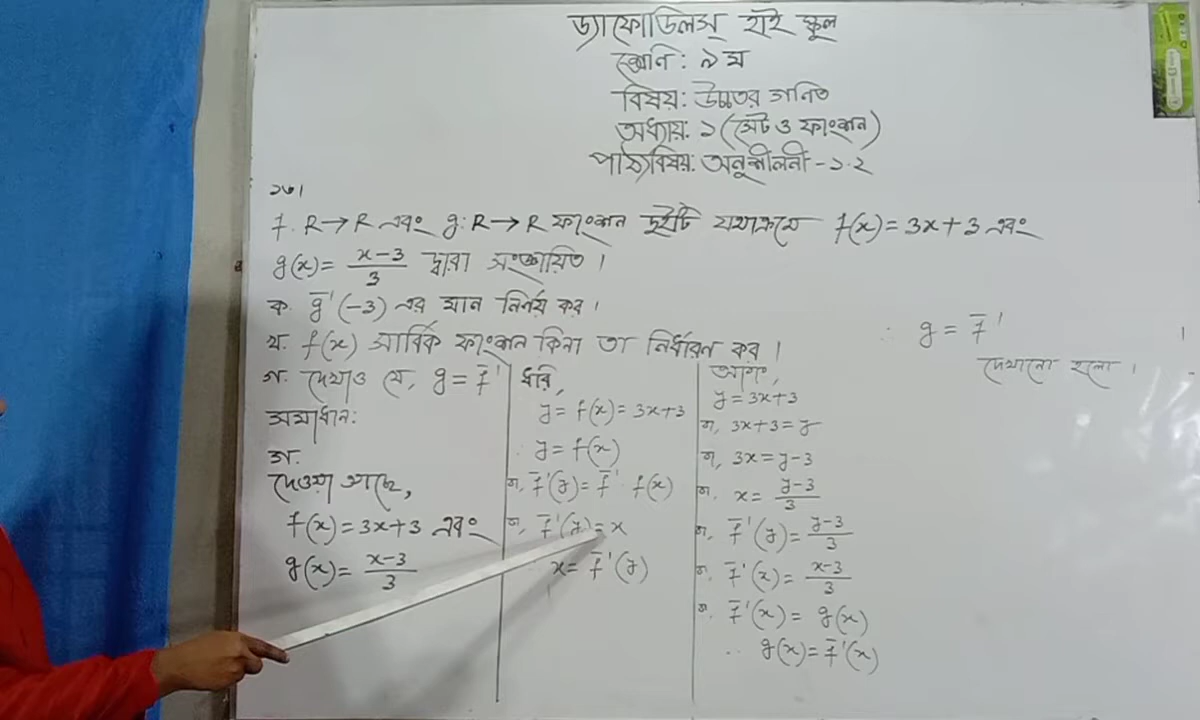 ড্যাফোডিলস্ হাই স্কুল
শ্রেণি: ৯ম
বিষয়: উচ্চতর গনিত
অধ্যায়: ১ (সেট ও ফাংশন)
পাঠ্যবিষয়: অনুশীলনী - ১.২
১৬।
f: R→R এবং g: R→R ফাংশন দুইটি যথাক্রমে f(x) = 3x+3 এবং
g(x) = (x-3)/3 দ্বারা সংজ্ঞায়িত।
ক. g⁻¹(-3) এর মান নির্ণয় কর।
খ. f(x) সার্বিক ফাংশন কিনা তা নির্ধারণ কর।
গ. দেখাও যে, g = f⁻¹
সমাধান:
গ.
দেওয়া আছে,
f(x) = 3x+3 এবং
g(x) = (x-3)/3
ধরি,
y = f(x) = 3x+3
∴ y = f(x)
বা, f⁻¹(y) = f⁻¹ f(x)
বা, f⁻¹(y) = x
∴ x = f⁻¹(y)
আবার,
y = 3x+3
বা, 3x+3 = y
বা, 3x = y-3
বা, x = (y-3)/3
বা, f⁻¹(y) = (y-3)/3
বা, f⁻¹(x) = (x-3)/3
বা, f⁻¹(x) = g(x)
∴ g(x) = f⁻¹(x)
∴ g = f⁻¹
দেখানো হলো।